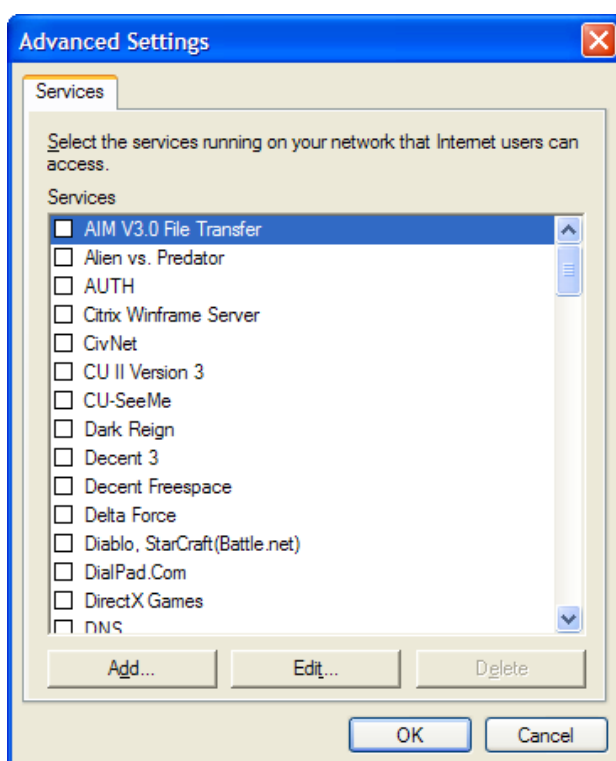 Advanced Settings
Services
Select the services running on your network that Internet users can
access.
Services
AIM V3.0 File Transfer
Alien vs. Predator
AUTH
Citrix Winframe Server
CivNet
CU II Version 3
CU-SeeMe
Dark Reign
Decent 3
Decent Freespace
Delta Force
Diablo, StarCraft(Battle.net)
DialPad.Com
DirectX Games
DNS
Add... Edit... Delete
OK Cancel